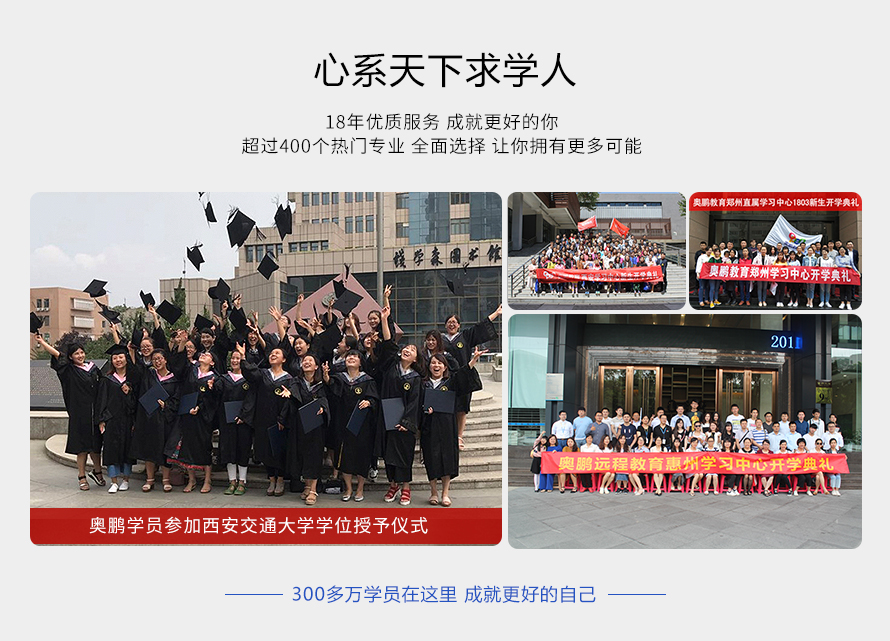 心系天下求学人
18年优质服务 成就更好的你
超过400个热门专业 全面选择 让你拥有更多可能
錢學森圖書館
奥鹏学员参加西安交通大学学位授予仪式
奥鹏教育郑州直属学习中心1803新生开学典礼
奥鹏教育郑州学习中心开学典礼
201
奥鹏远程教育惠州学习中心开学典礼
300多万学员在这里 成就更好的自己